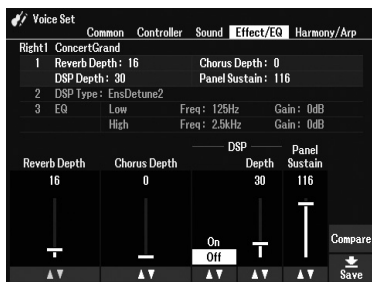 Voice Set
Common Controller Sound Effect/EQ Harmony/Arp
Right1 ConcertGrand
1 Reverb Depth: 16 Chorus Depth: 0
DSP Depth: 30 Panel Sustain: 116
2 DSP Type: EnsDetune2
3 EQ Low Freq: 125Hz Gain: 0dB
High Freq: 2.5kHz Gain: 0dB
DSP Panel
Reverb Depth Chorus Depth Depth Sustain
16 0 30 116
On
Off
Compare
Save